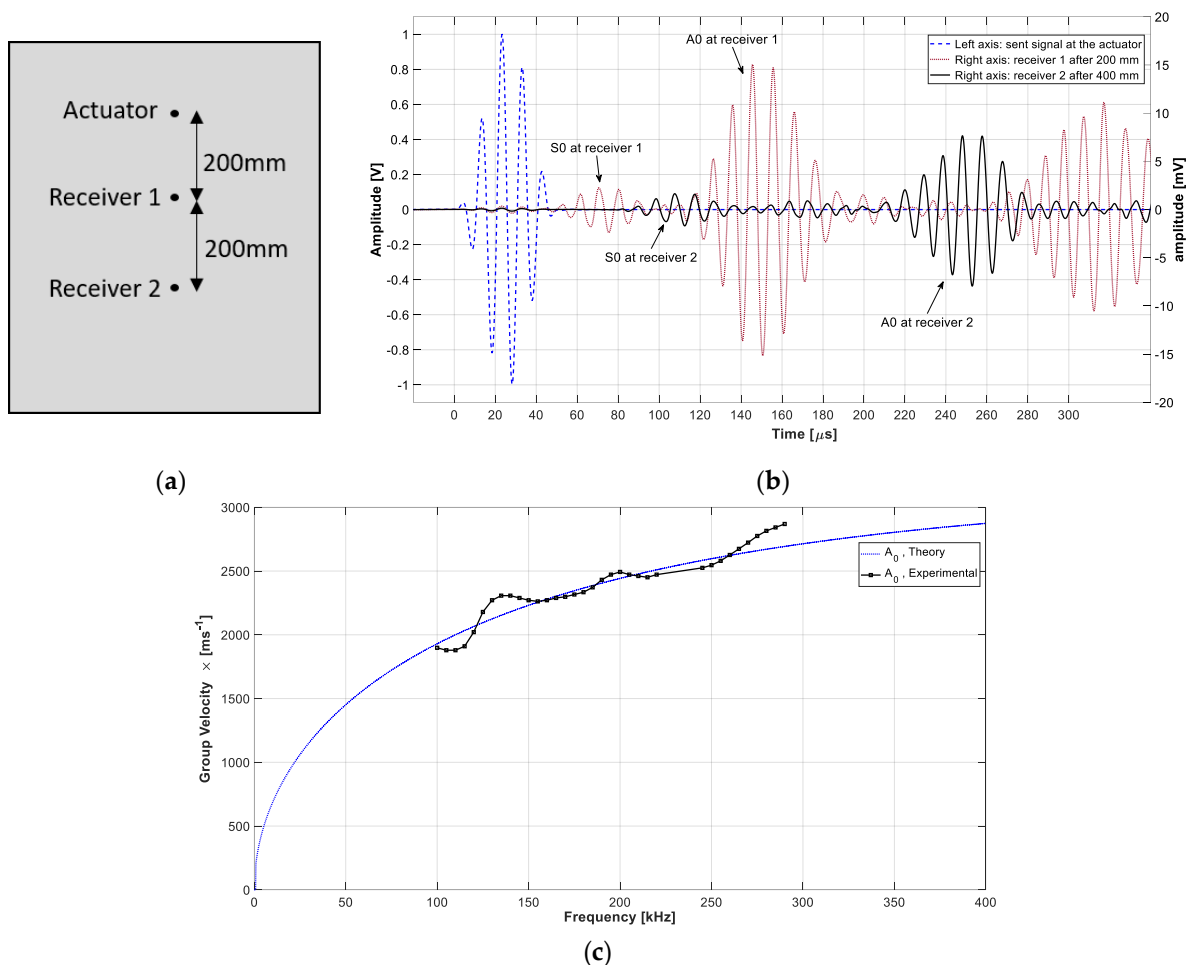 Actuator
200mm
Receiver 1
200mm
Receiver 2
(a)
A0 at receiver 1
Left axis: sent signal at the actuator
Right axis: receiver 1 after 200 mm
Right axis: receiver 2 after 400 mm
S0 at receiver 1
S0 at receiver 2
A0 at receiver 2
Amplitude [V]
1
0.8
0.6
0.4
0.2
0
-0.2
-0.4
-0.6
-0.8
-1
20
15
10
5
0
-5
-10
-15
-20
amplitude [mV]
0 20 40 60 80 100 120 140 160 180 200 220 240 260 280 300
Time [μs]
(b)
Group Velocity × [ms⁻¹]
3000
2500
2000
1500
1000
500
0
A₀ , Theory
A₀ , Experimental
0 50 100 150 200 250 300 350 400
Frequency [kHz]
(c)